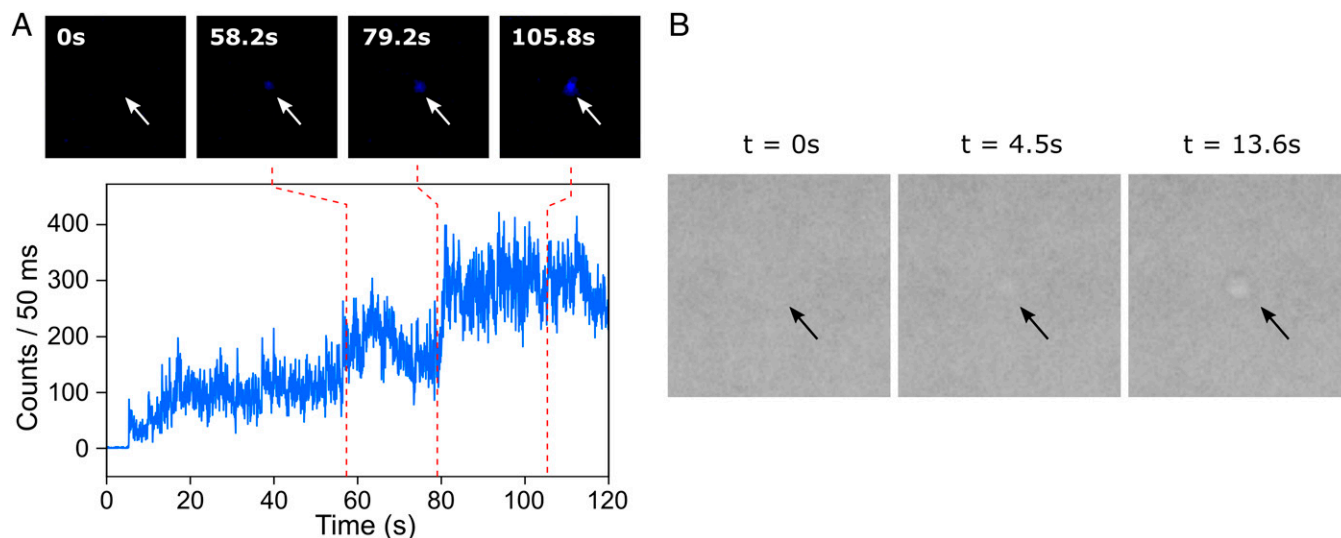 A
0s
58.2s
79.2s
105.8s
Counts / 50 ms
400
300
200
100
0
0
20
40
60
80
100
120
Time (s)
B
t = 0s
t = 4.5s
t = 13.6s